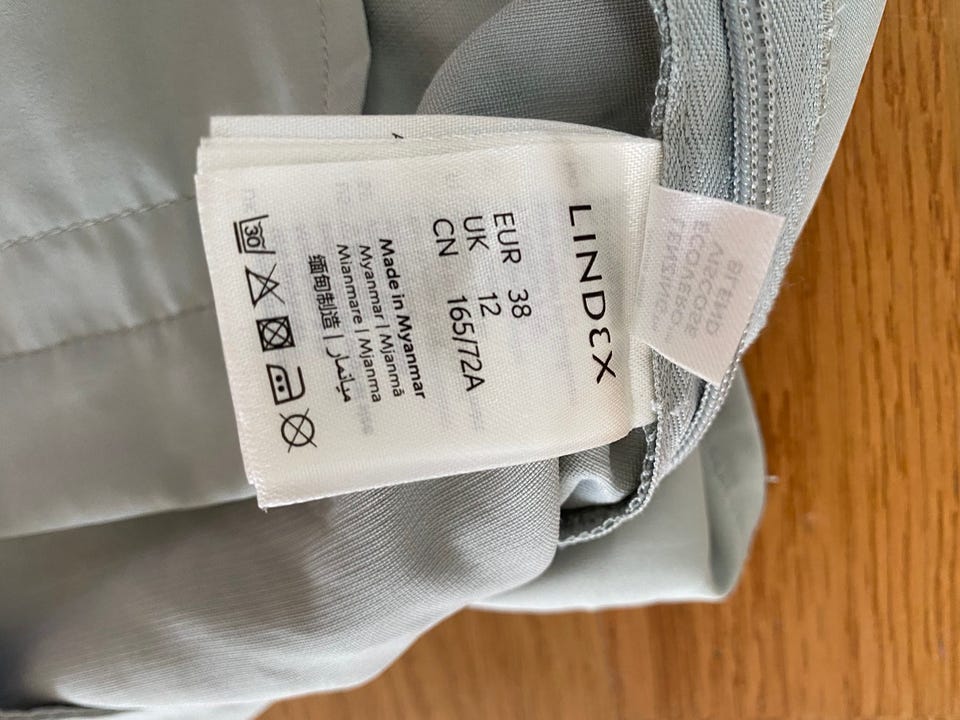 LINDEX
EUR 38
UK 12
CN 165/72A
Made in Myanmar
Myanmar | Mjanmā
Mianmare | Mjanma
缅甸制造 | ميانمار
30